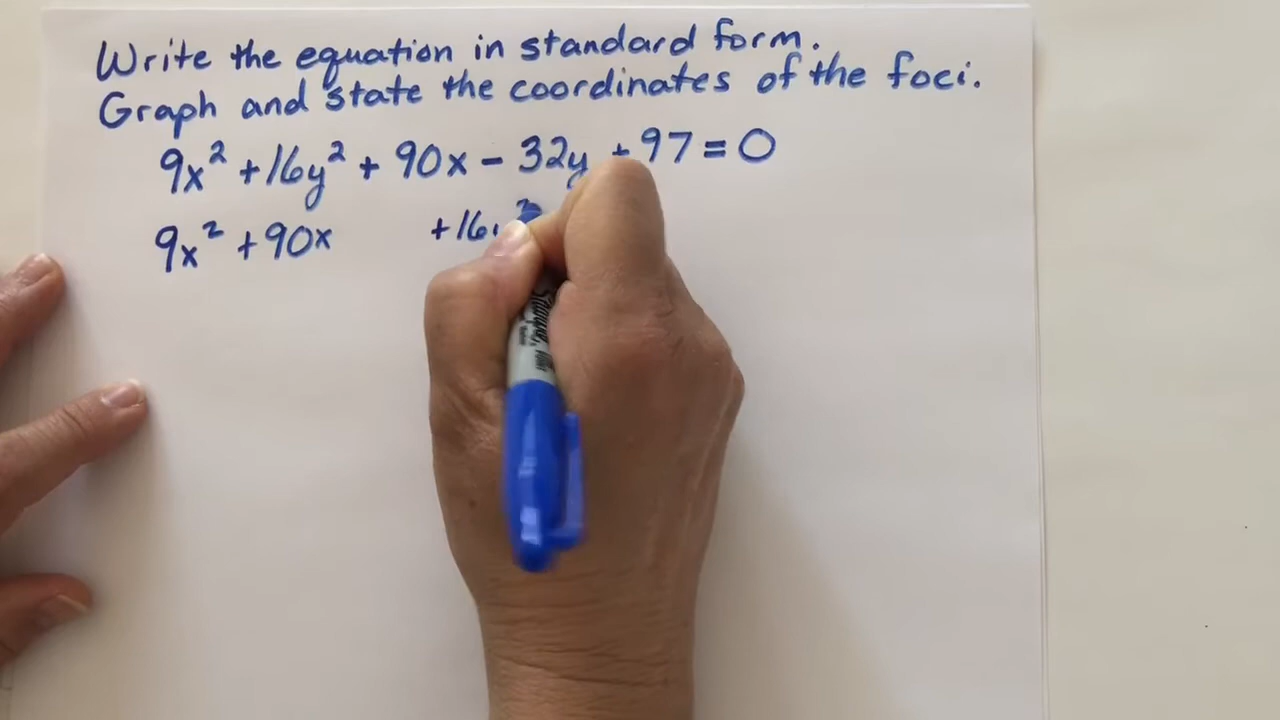 Write the equation in standard form.
Graph and state the coordinates of the foci.
9x² + 16y² + 90x - 32y + 97 = 0
9x² + 90x + 16y²